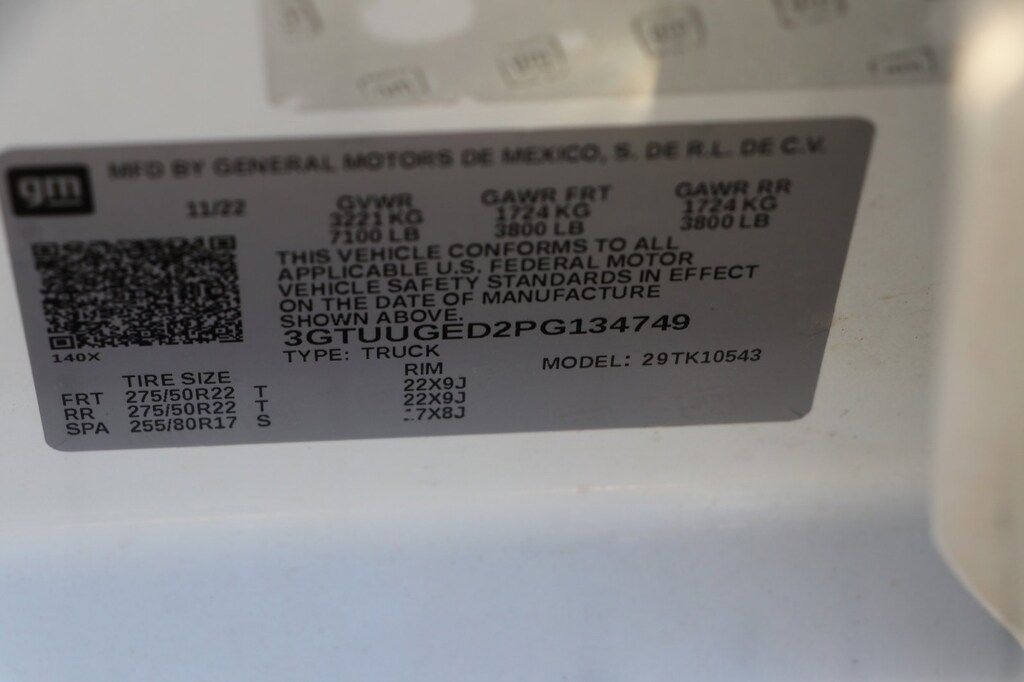 gm
MFD BY GENERAL MOTORS DE MEXICO, S. DE R.L. DE C.V.
11/22 GVWR GAWR FRT GAWR RR
3221 KG 1724 KG 1724 KG
7100 LB 3800 LB 3800 LB
THIS VEHICLE CONFORMS TO ALL
APPLICABLE U.S. FEDERAL MOTOR
VEHICLE SAFETY STANDARDS IN EFFECT
ON THE DATE OF MANUFACTURE
SHOWN ABOVE.
3GTUUGED2PG134749
140X
TYPE: TRUCK MODEL: 29TK10543
TIRE SIZE RIM
FRT 275/50R22 T 22X9J
RR 275/50R22 T 22X9J
SPA 255/80R17 S 17X8J